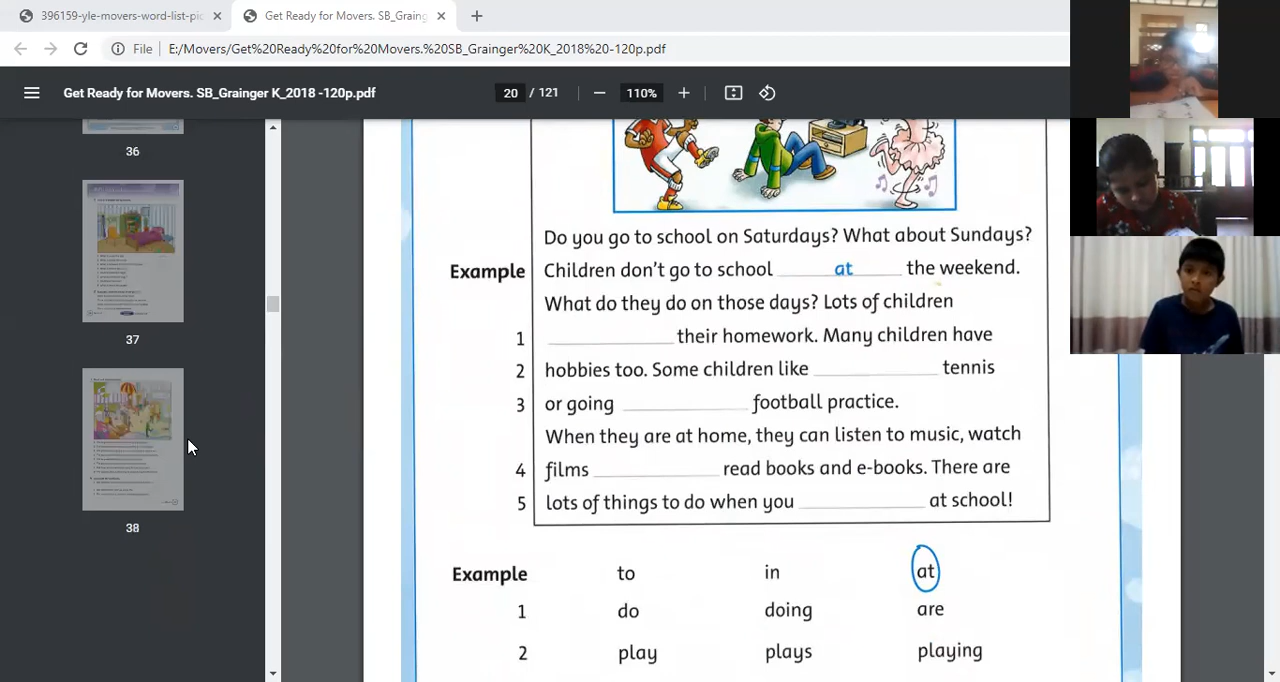 396159-yle-movers-word-list-pic
Get Ready for Movers. SB_Graing
File
E:/Movers/Get%20Ready%20for%20Movers.%20SB_Grainger%20K_2018%20-120p.pdf
Get Ready for Movers. SB_Grainger K_2018 -120p.pdf
20 / 121
110%
36
37
38
Do you go to school on Saturdays? What about Sundays?
Example Children don't go to school at the weekend.
What do they do on those days? Lots of children
1 ____________ their homework. Many children have
2 hobbies too. Some children like ____________ tennis
3 or going ____________ football practice.
When they are at home, they can listen to music, watch
4 films ____________ read books and e-books. There are
5 lots of things to do when you ____________ at school!
Example to in at
1 do doing are
2 play plays playing